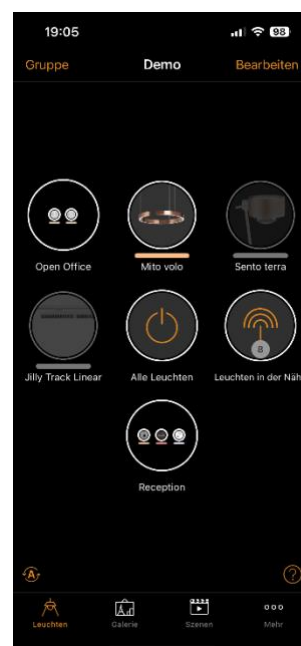 19:05
98
Gruppe Demo Bearbeiten
Open Office Mito volo Sento terra
Jilly Track Linear Alle Leuchten Leuchten in der Näh
8
Reception
A
?
Leuchten Galerie Szenen Mehr